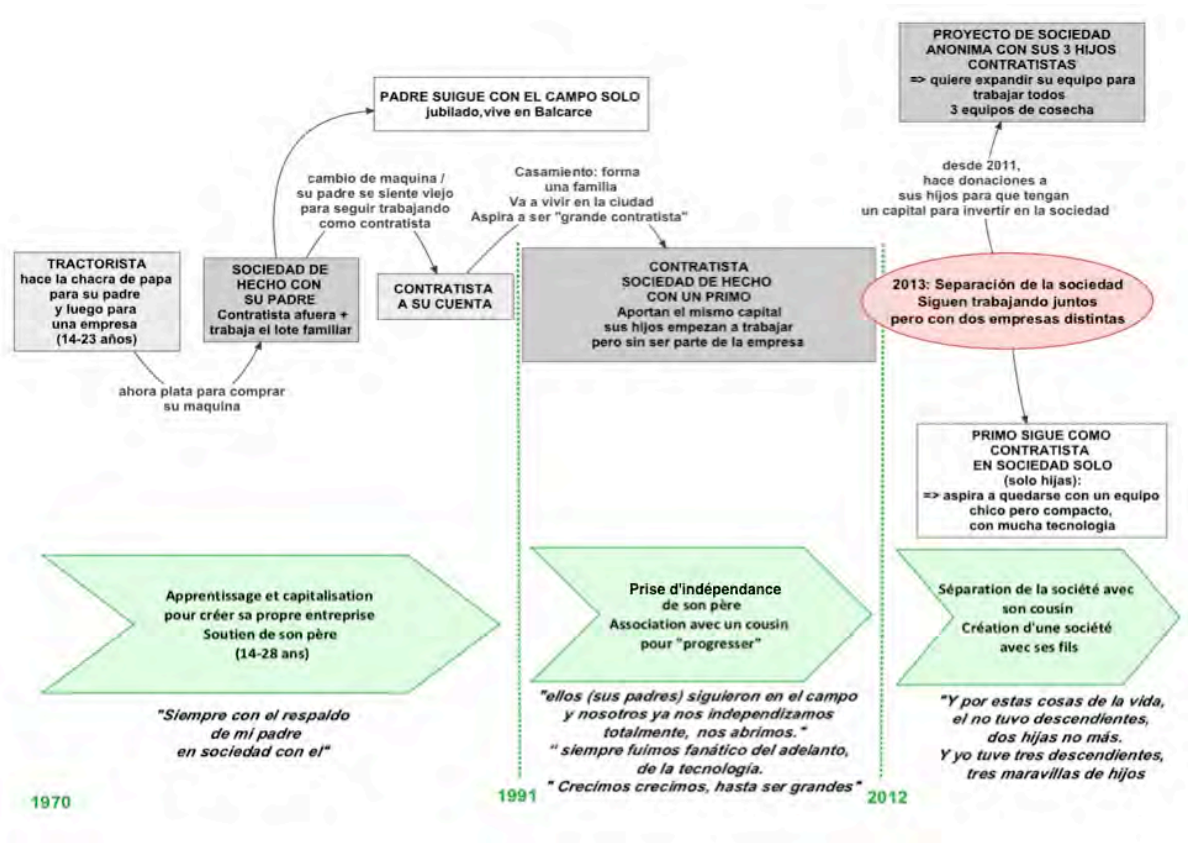 PROYECTO DE SOCIEDAD
ANONIMA CON SUS 3 HIJOS
CONTRATISTAS
=> quiere expandir su equipo para
trabajar todos
3 equipos de cosecha
PADRE SUIGUE CON EL CAMPO SOLO
jubilado,vive en Balcarce
cambio de maquina /
su padre se siente viejo
para seguir trabajando
como contratista
Casamiento: forma
una familia
Va a vivir en la ciudad
Aspira a ser "grande contratista"
desde 2011,
hace donaciones a
sus hijos para que tengan
un capital para invertir en la sociedad
TRACTORISTA
hace la chacra de papa
para su padre
y luego para
una empresa
(14-23 años)
SOCIEDAD DE
HECHO CON
SU PADRE
Contratista afuera +
trabaja el lote familiar
CONTRATISTA
A SU CUENTA
CONTRATISTA
SOCIEDAD DE HECHO
CON UN PRIMO
Aportan el mismo capital
sus hijos empezan a trabajar
pero sin ser parte de la empresa
2013: Separación de la sociedad
Siguen trabajando juntos
pero con dos empresas distintas
ahora plata para comprar
su maquina
PRIMO SIGUE COMO
CONTRATISTA
EN SOCIEDAD SOLO
(solo hijas):
=> aspira a quedarse con un equipo
chico pero compacto,
con mucha tecnologia
Apprentissage et capitalisation
pour créer sa propre entreprise
Soutien de son père
(14-28 ans)
Prise d'indépendance
de son père
Association avec un cousin
pour "progresser"
Séparation de la société avec
son cousin
Création d'une société
avec ses fils
"Siempre con el respaldo
de mi padre
en sociedad con el"
"ellos (sus padres) siguieron en el campo
y nosotros ya nos independizamos
totalmente, nos abrimos."
" siempre fuimos fanático del adelanto,
de la tecnología.
" Crecímos crecímos, hasta ser grandes"
"Y por estas cosas de la vida,
el no tuvo descendientes,
dos hijas no más.
Y yo tuve tres descendientes,
tres maravillas de hijos
1970
1991
2012